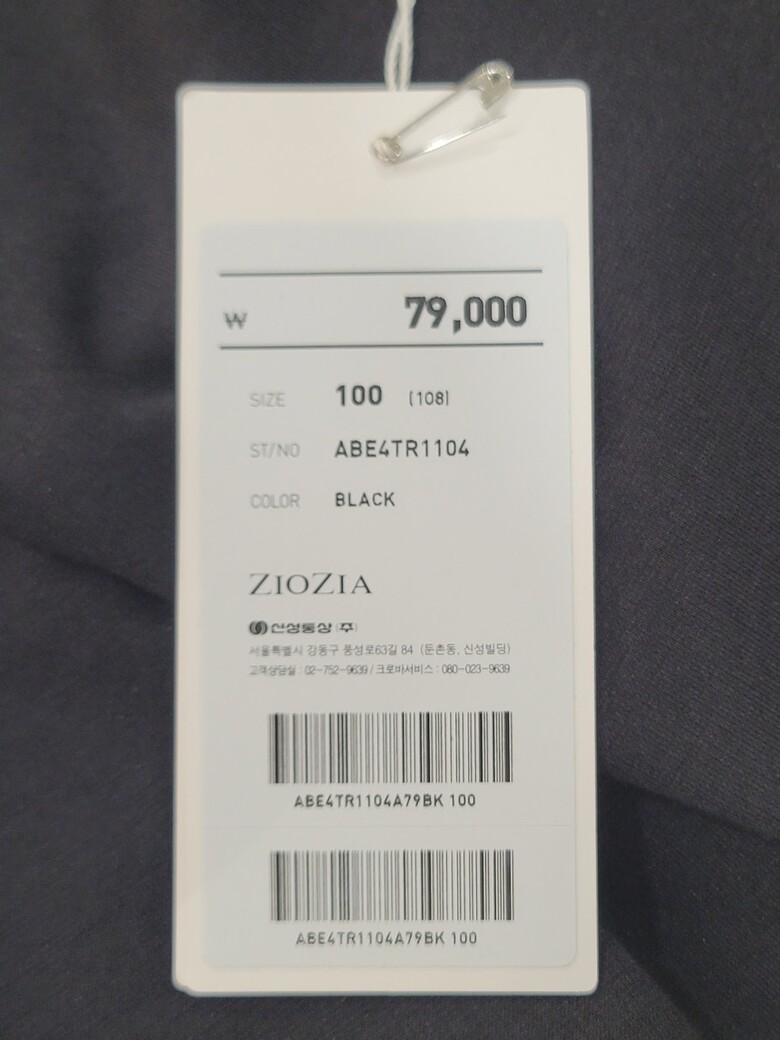 ₩ 79,000
SIZE 100 (108)
ST/NO ABE4TR1104
COLOR BLACK
ZIOZIA
신성통상(주)
서울특별시 강동구 풍성로63길 84 (둔촌동, 신성빌딩)
고객상담실 : 02-752-9639 / 크로바서비스 : 080-023-9639
ABE4TR1104A79BK 100
ABE4TR1104A79BK 100